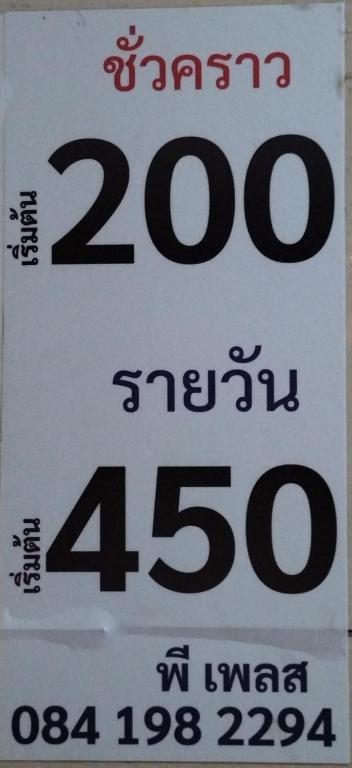 ชั่วคราว
เริ่มต้น 200
รายวัน
เริ่มต้น 450
พี เพลส
084 198 2294